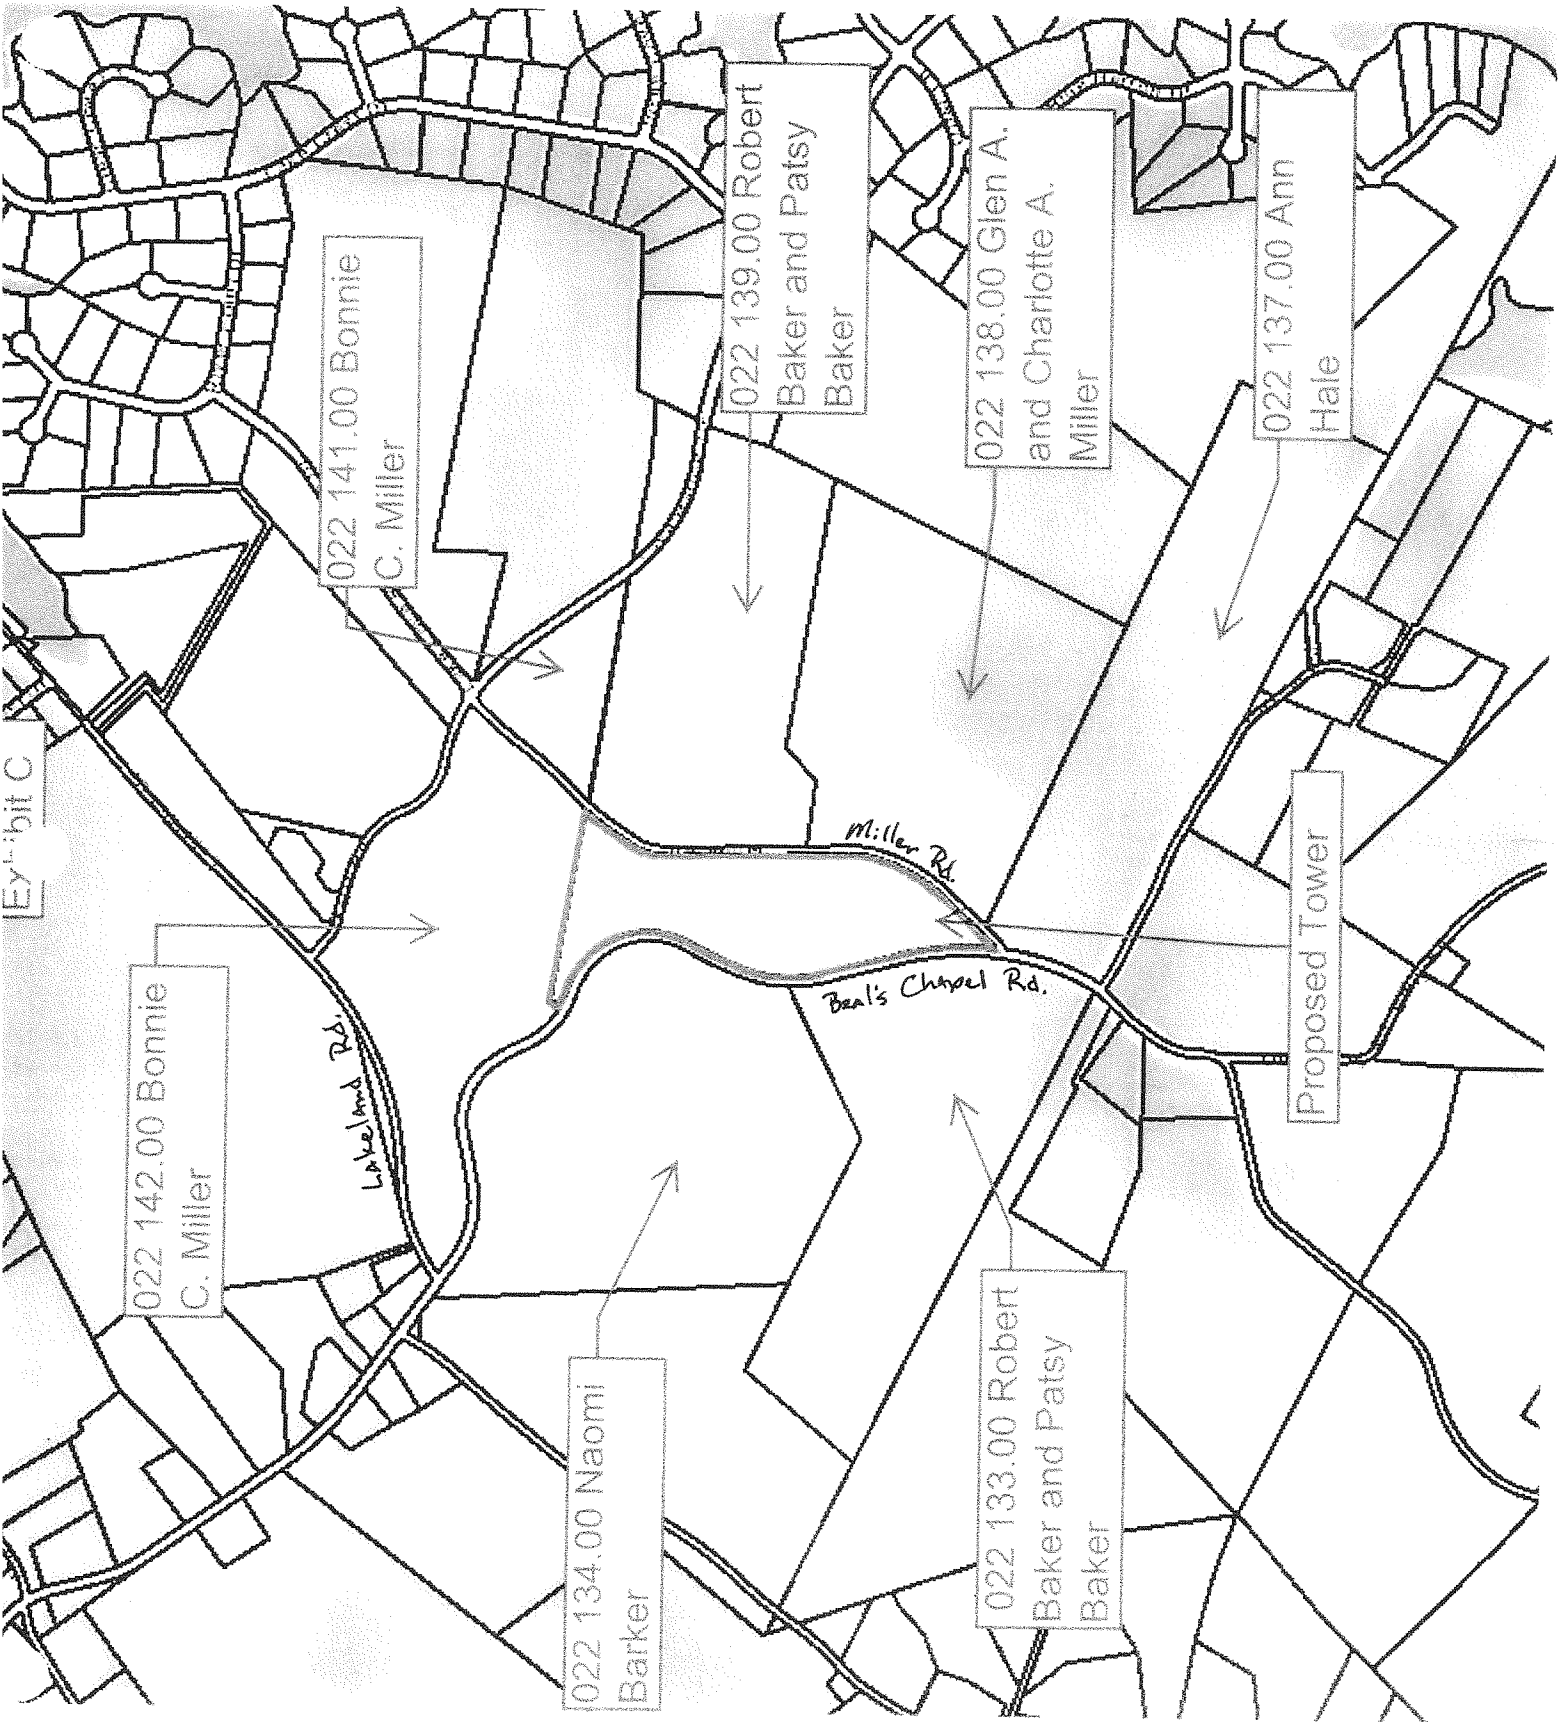 Exhibit C
022 142.00 Bonnie
C. Miller
022 141.00 Bonnie
C. Miller
Lakeland Rd.
022 134.00 Naomi
Barker
022 139.00 Robert
Baker and Patsy
Baker
Miller Rd.
Beal's Chapel Rd.
022 133.00 Robert
Baker and Patsy
Baker
022 138.00 Glen A.
and Charlotte A.
Miller
022 137.00 Ann
Hale
Proposed Tower